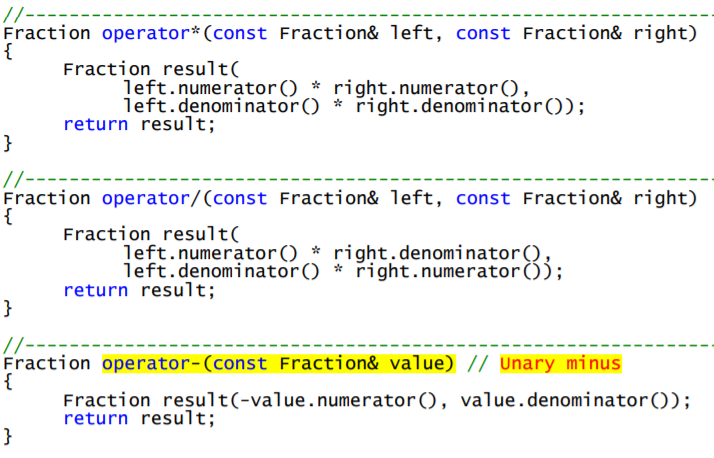 //----------------------------------------------------------
Fraction operator*(const Fraction& left, const Fraction& right)
{
      Fraction result(
            left.numerator() * right.numerator(),
            left.denominator() * right.denominator());
      return result;
}
//----------------------------------------------------------
Fraction operator/(const Fraction& left, const Fraction& right)
{
      Fraction result(
            left.numerator() * right.denominator(),
            left.denominator() * right.numerator());
      return result;
}
//----------------------------------------------------------
Fraction operator-(const Fraction& value) // Unary minus
{
      Fraction result(-value.numerator(), value.denominator());
      return result;
}